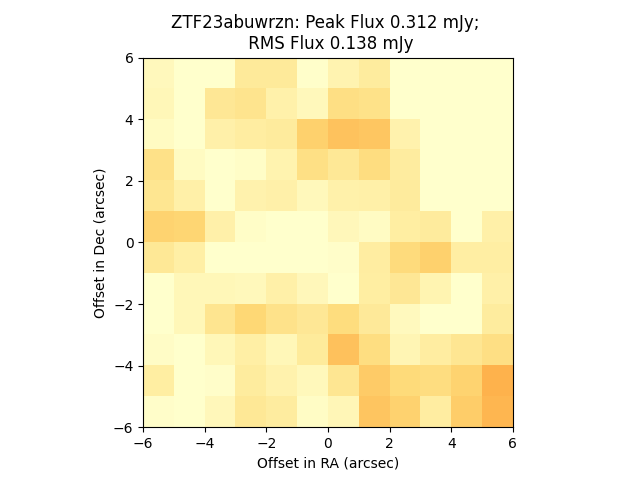 ZTF23abuwrzn: Peak Flux 0.312 mJy;
RMS Flux 0.138 mJy
6
4
2
0
−2
−4
−6
Offset in Dec (arcsec)
−6 −4 −2 0 2 4 6
Offset in RA (arcsec)